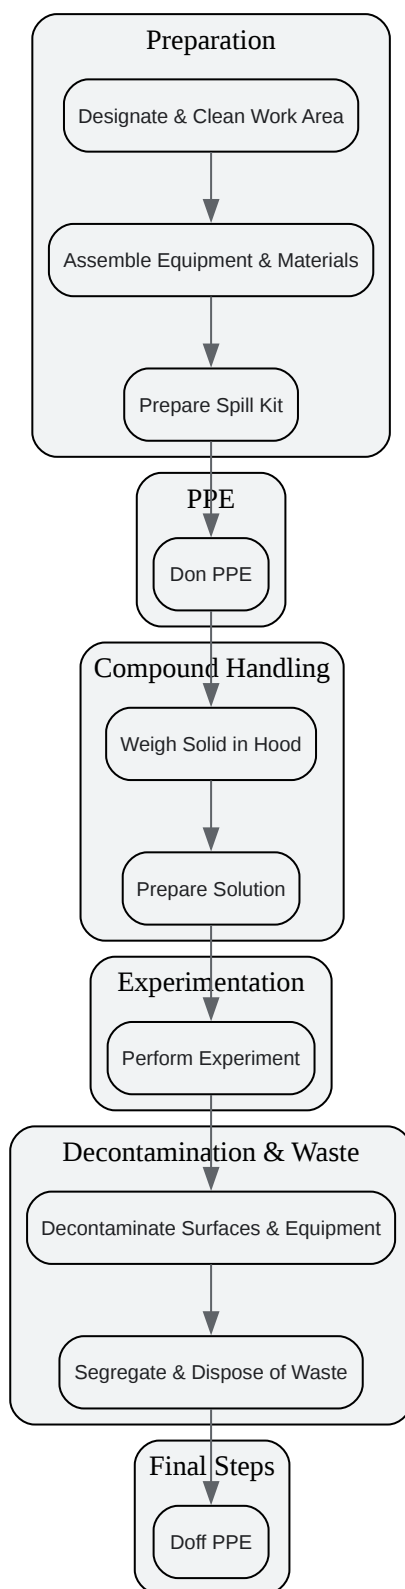 Preparation
Designate & Clean Work Area
Assemble Equipment & Materials
Prepare Spill Kit
PPE
Don PPE
Compound Handling
Weigh Solid in Hood
Prepare Solution
Experimentation
Perform Experiment
Decontamination & Waste
Decontaminate Surfaces & Equipment
Segregate & Dispose of Waste
Final Steps
Doff PPE